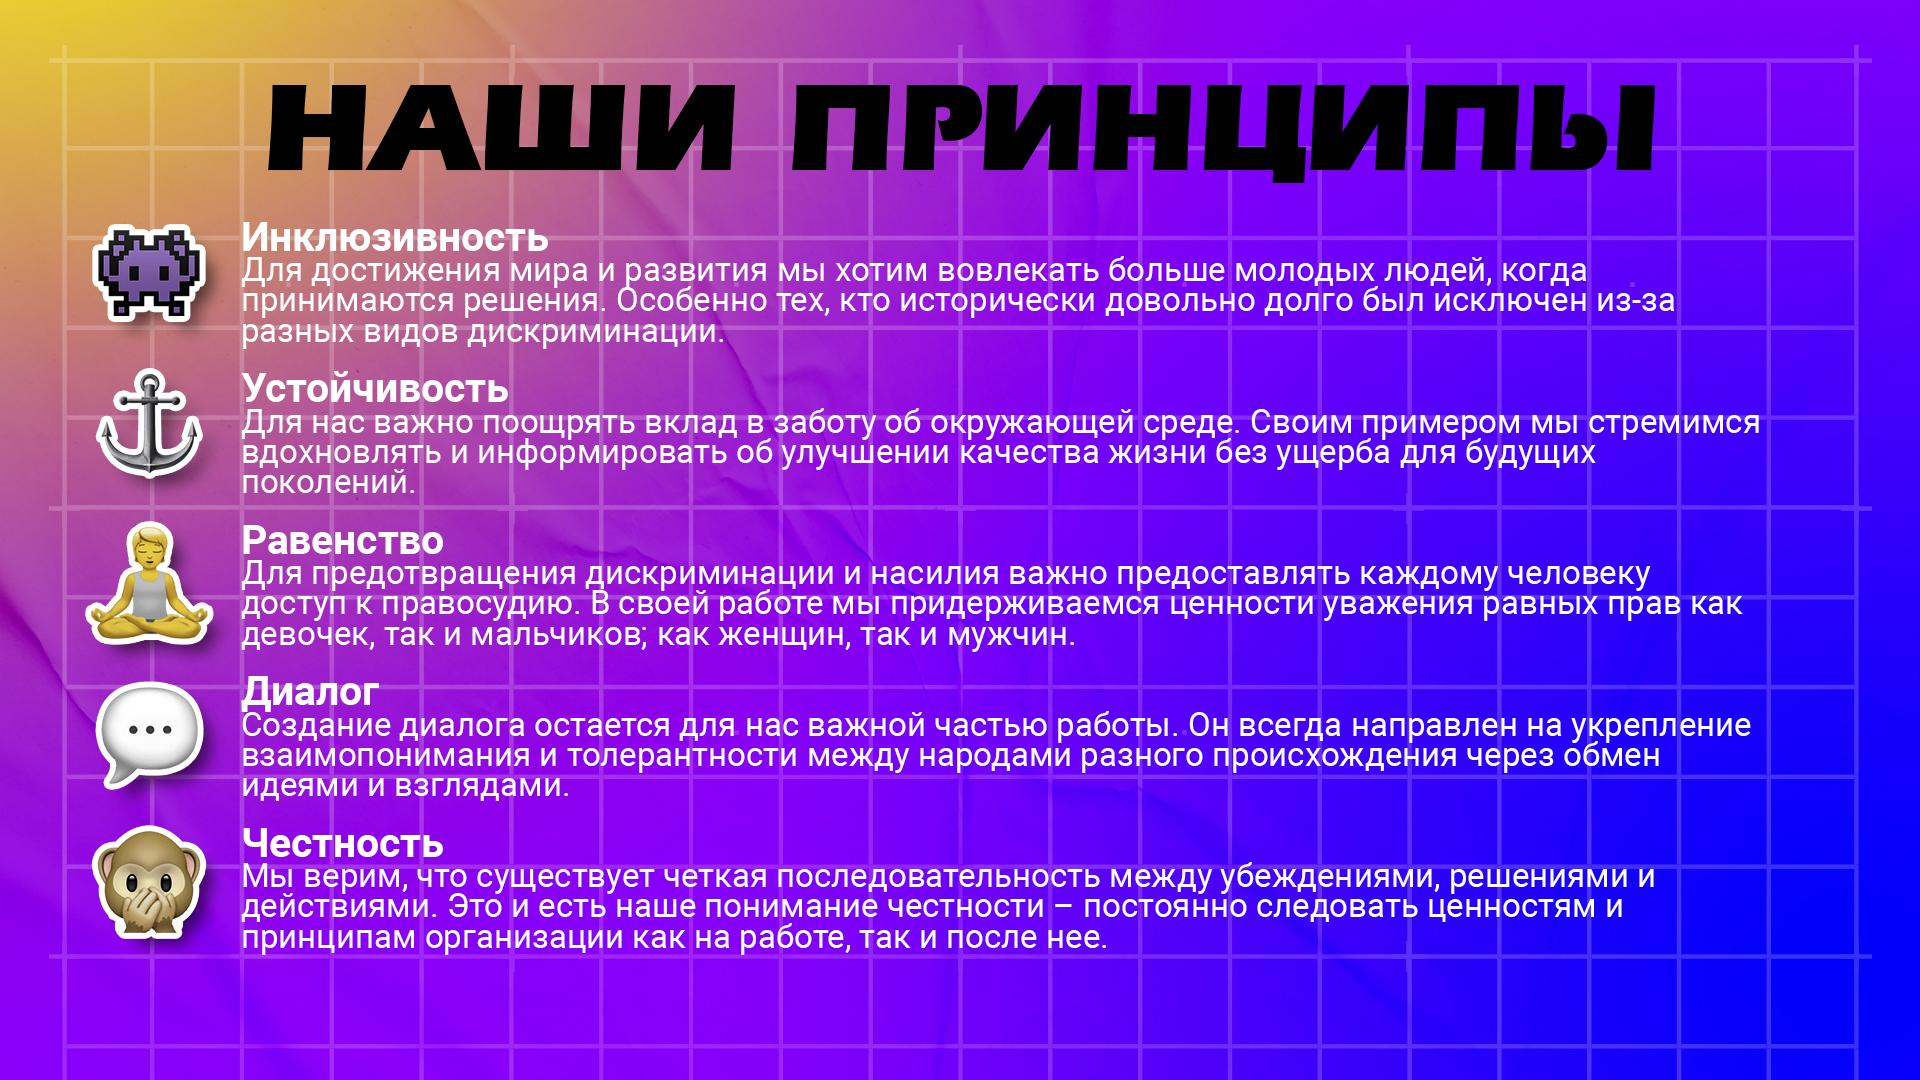 НАШИ ПРИНЦИПЫ
Инклюзивность
Для достижения мира и развития мы хотим вовлекать больше молодых людей, когда
принимаются решения. Особенно тех, кто исторически довольно долго был исключен из-за
разных видов дискриминации.
Устойчивость
Для нас важно поощрять вклад в заботу об окружающей среде. Своим примером мы стремимся
вдохновлять и информировать об улучшении качества жизни без ущерба для будущих
поколений.
Равенство
Для предотвращения дискриминации и насилия важно предоставлять каждому человеку
доступ к правосудию. В своей работе мы придерживаемся ценности уважения равных прав как
девочек, так и мальчиков; как женщин, так и мужчин.
Диалог
Создание диалога остается для нас важной частью работы. Он всегда направлен на укрепление
взаимопонимания и толерантности между народами разного происхождения через обмен
идеями и взглядами.
Честность
Мы верим, что существует четкая последовательность между убеждениями, решениями и
действиями. Это и есть наше понимание честности – постоянно следовать ценностям и
принципам организации как на работе, так и после нее.